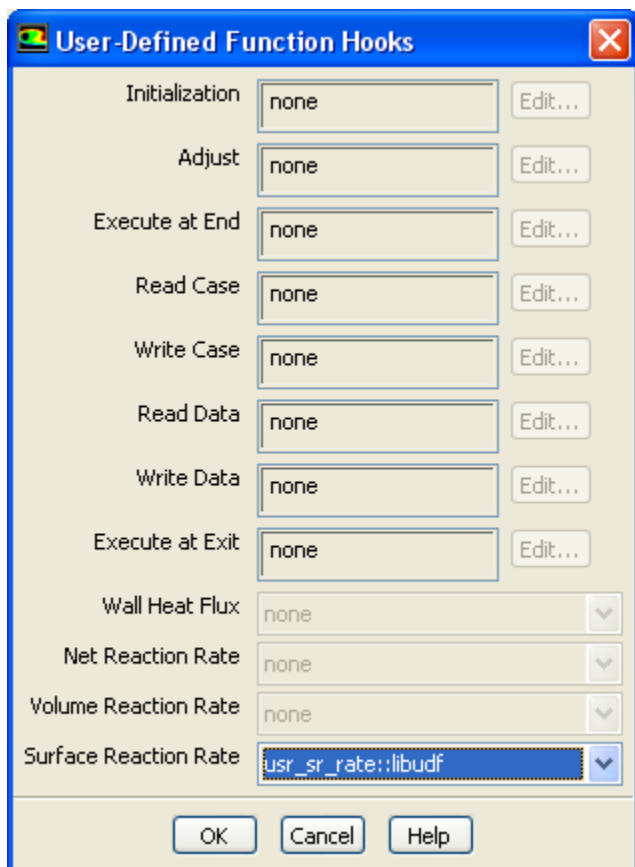 User-Defined Function Hooks
Initialization none Edit...
Adjust none Edit...
Execute at End none Edit...
Read Case none Edit...
Write Case none Edit...
Read Data none Edit...
Write Data none Edit...
Execute at Exit none Edit...
Wall Heat Flux none
Net Reaction Rate none
Volume Reaction Rate none
Surface Reaction Rate usr_sr_rate::libudf
OK Cancel Help